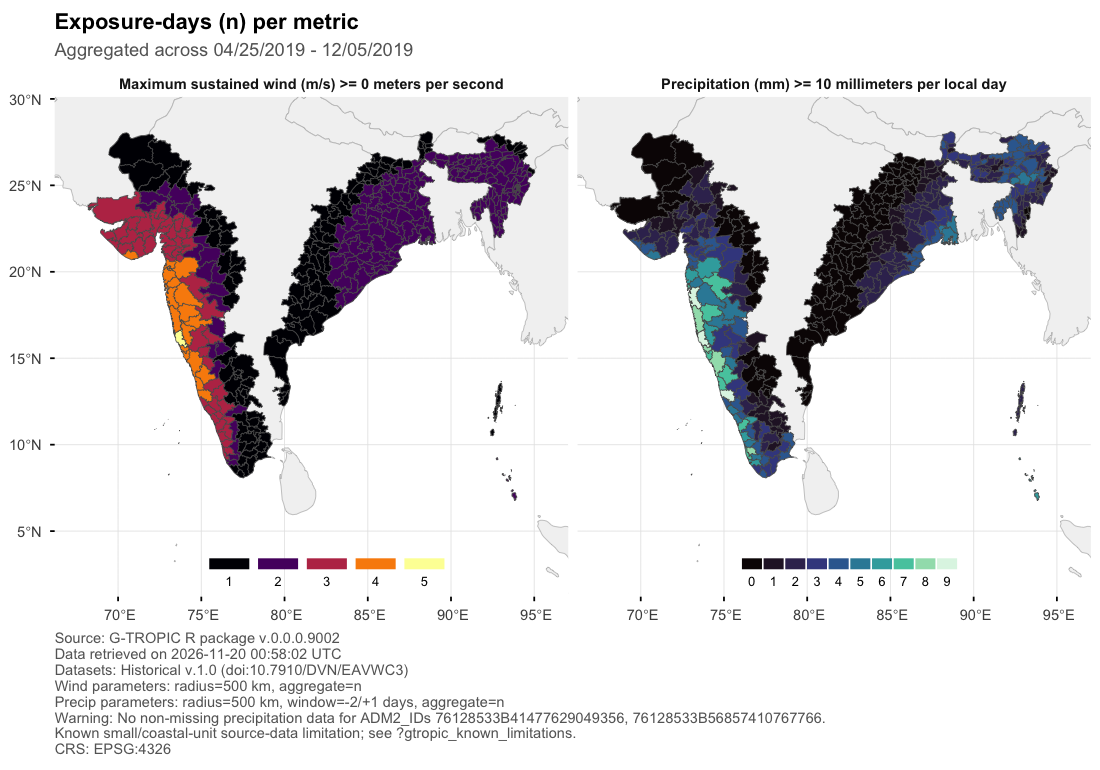 Exposure-days (n) per metric
Aggregated across 04/25/2019 - 12/05/2019
Maximum sustained wind (m/s) >= 0 meters per second
Precipitation (mm) >= 10 millimeters per local day
30°N
25°N
20°N
15°N
10°N
5°N
1 2 3 4 5
0 1 2 3 4 5 6 7 8 9
70°E 75°E 80°E 85°E 90°E 95°E
70°E 75°E 80°E 85°E 90°E 95°E
Source: G-TROPIC R package v.0.0.0.9002
Data retrieved on 2026-11-20 00:58:02 UTC
Datasets: Historical v.1.0 (doi:10.7910/DVN/EAVWC3)
Wind parameters: radius=500 km, aggregate=n
Precip parameters: radius=500 km, window=-2/+1 days, aggregate=n
Warning: No non-missing precipitation data for ADM2_IDs 76128533B41477629049356, 76128533B56857410767766.
Known small/coastal-unit source-data limitation; see ?gtropic_known_limitations.
CRS: EPSG:4326